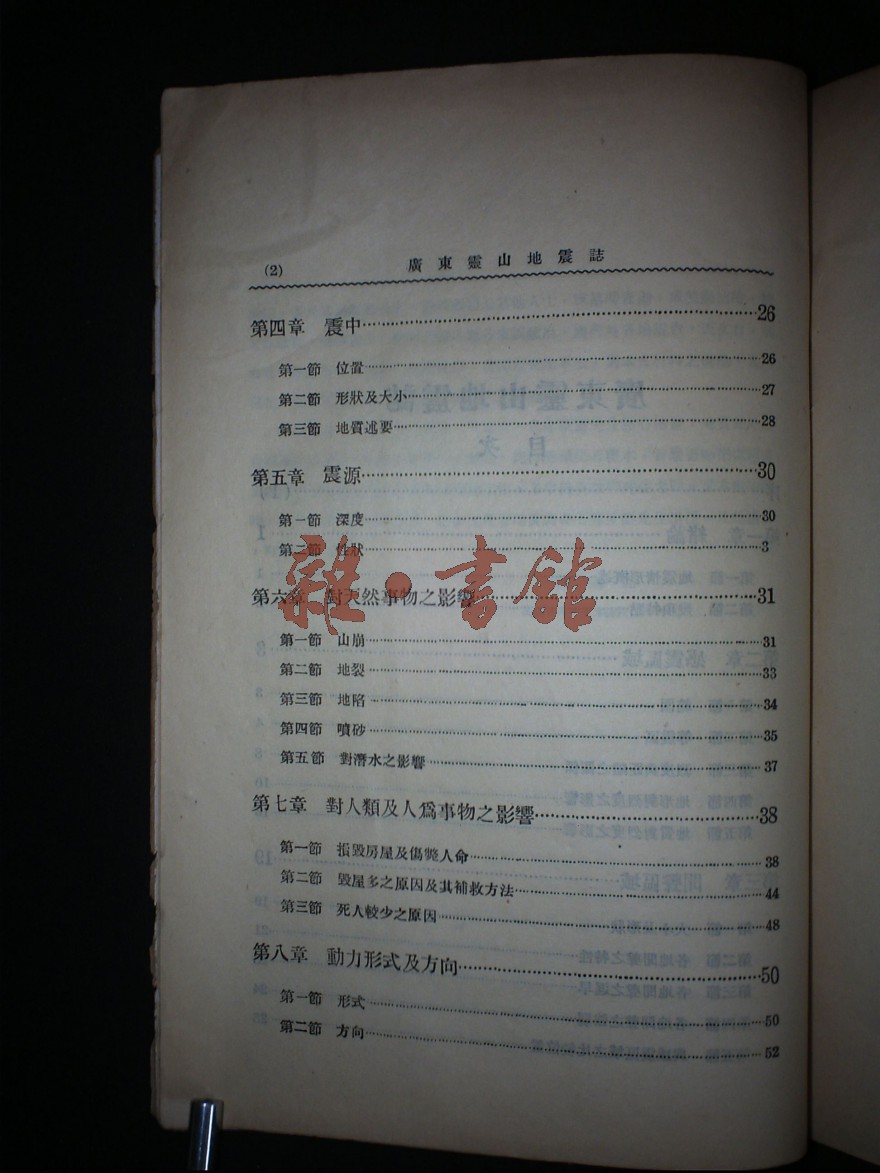 (2) 廣東靈山地震誌
第四章 震中 26
第一節 位置 26
第二節 形狀及大小 27
第三節 地質述要 28
第五章 震源 30
第一節 深度 30
第二節 性狀 3
雜·書館
第六章 對天然事物之影響 31
第一節 山崩 31
第二節 地裂 33
第三節 地陷 34
第四節 噴砂 35
第五節 對潛水之影響 37
第七章 對人類及人爲事物之影響 38
第一節 損毀房屋及傷斃人命 38
第二節 毀屋多之原因及其補救方法 44
第三節 死人較少之原因 48
第八章 動力形式及方向 50
第一節 形式 50
第二節 方向 52